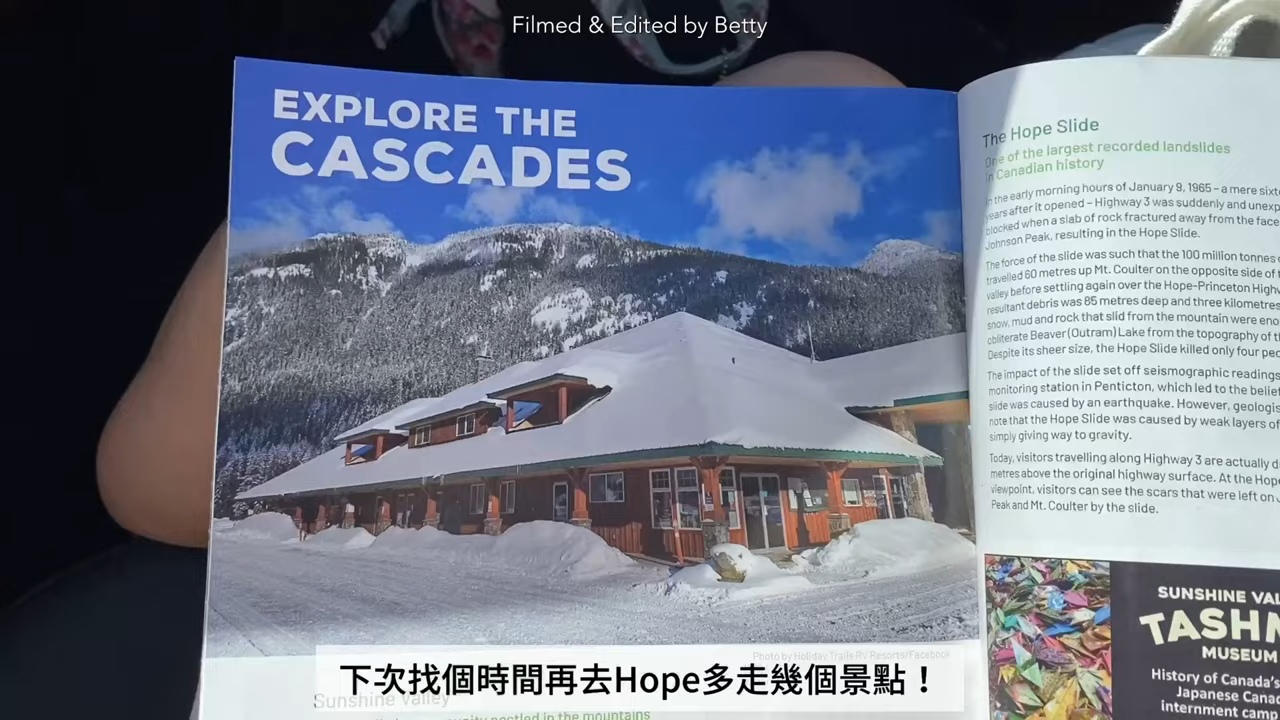 Filmed & Edited by Betty
EXPLORE THE
CASCADES
Photo by Holiday Trails RV Resorts/Facebook
Sunshine Valley
nestled in the mountains
下次找個時間再去Hope多走幾個景點！
The Hope Slide
One of the largest recorded landslides
in Canadian history
In the early morning hours of January 9, 1965 – a mere
years after it opened – Highway 3 was suddenly and
blocked when a slab of rock fractured away from the face
Johnson Peak, resulting in the Hope Slide.
The force of the slide was such that the 100 million tonnes
travelled 60 metres up Mt. Coulter on the opposite side of
valley before settling again over the Hope-Princeton
resultant debris was 85 metres deep and three kilometres
snow, mud and rock that slid from the mountain were
obliterate Beaver (Outram) Lake from the topography of
Despite its sheer size, the Hope Slide killed only four
The impact of the slide set off seismographic readings
monitoring station in Penticton, which led to the belief
slide was caused by an earthquake. However,
note that the Hope Slide was caused by weak layers of
simply giving way to gravity.
Today, visitors travelling along Highway 3 are actually
metres above the original highway surface. At the Hope
viewpoint, visitors can see the scars that were left on
Peak and Mt. Coulter by the slide.
SUNSHINE
MUSEUM
History of Canada's
Japanese
internment camp